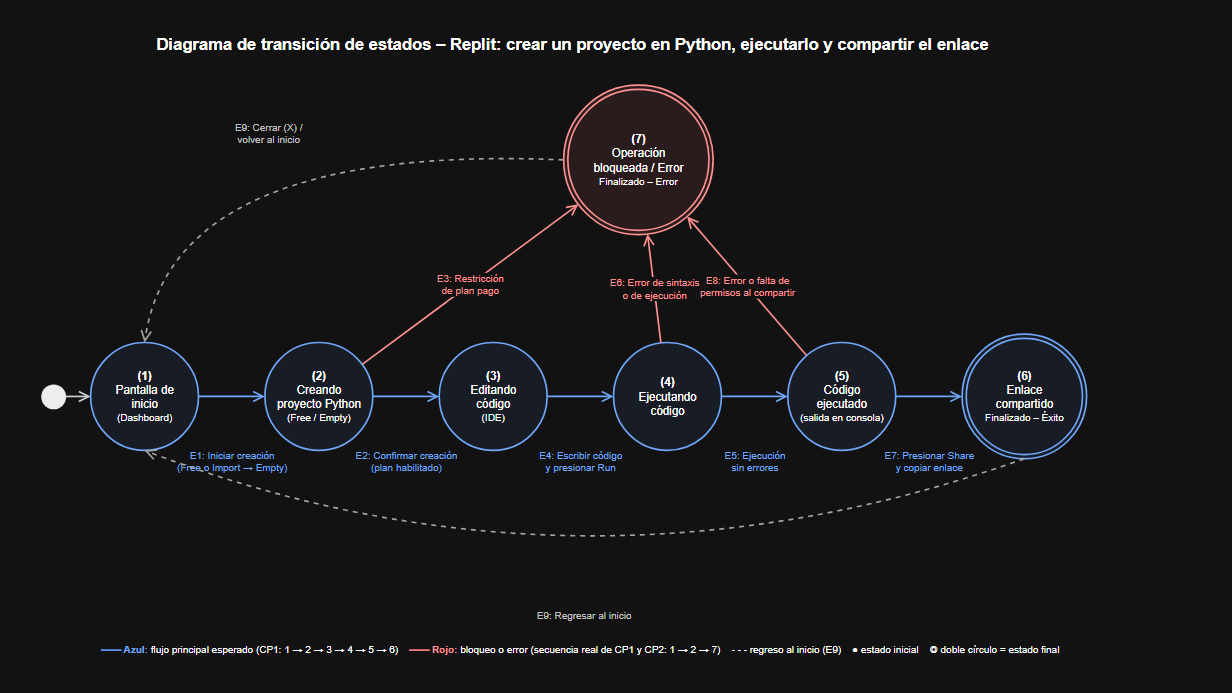 Diagrama de transición de estados – Replit: crear un proyecto en Python, ejecutarlo y compartir el enlace
E9: Cerrar (X) /
volver al inicio
(7)
Operación
bloqueada / Error
Finalizado – Error
E3: Restricción
de plan pago
E6: Error de sintaxis
o de ejecución
E8: Error o falta de
permisos al compartir
(1)
Pantalla de
inicio
(Dashboard)
(2)
Creando
proyecto Python
(Free / Empty)
(3)
Editando
código
(IDE)
(4)
Ejecutando
código
(5)
Código
ejecutado
(salida en consola)
(6)
Enlace
compartido
Finalizado – Éxito
E1: Iniciar creación
(Free o Import → Empty)
E2: Confirmar creación
(plan habilitado)
E4: Escribir código
y presionar Run
E5: Ejecución
sin errores
E7: Presionar Share
y copiar enlace
E9: Regresar al inicio
Azul: flujo principal esperado (CP1: 1 → 2 → 3 → 4 → 5 → 6) Rojo: bloqueo o error (secuencia real de CP1 y CP2: 1 → 2 → 7) regreso al inicio (E9) estado inicial doble círculo = estado final